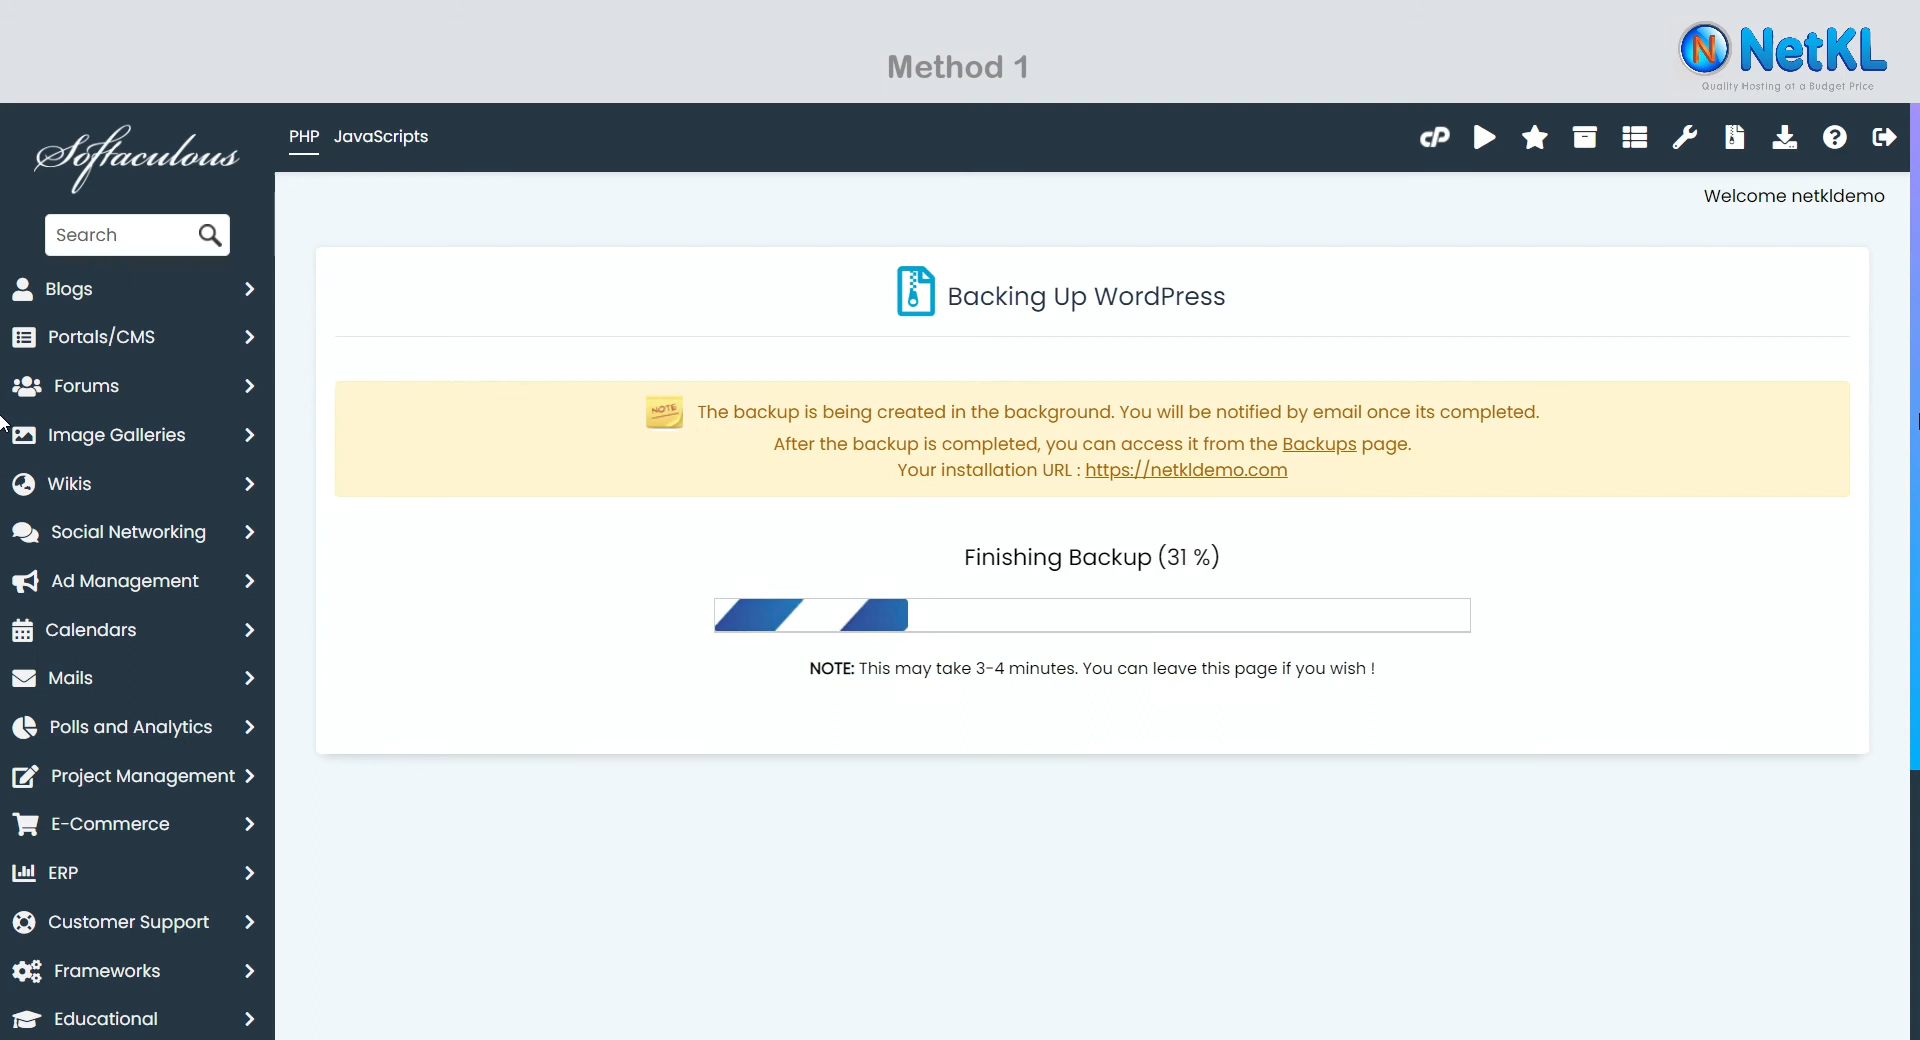 Method 1
N NetKL
Quality Hosting at a Budget Price
Softaculous
PHP JavaScripts
cP
Welcome netkldemo
Search
Blogs
Portals/CMS
Forums
Image Galleries
Wikis
Social Networking
Ad Management
Calendars
Mails
Polls and Analytics
Project Management
E-Commerce
ERP
Customer Support
Frameworks
Educational
Backing Up WordPress
NOTE
The backup is being created in the background. You will be notified by email once its completed.
After the backup is completed, you can access it from the Backups page.
Your installation URL : https://netkldemo.com
Finishing Backup (31 %)
NOTE: This may take 3-4 minutes. You can leave this page if you wish !